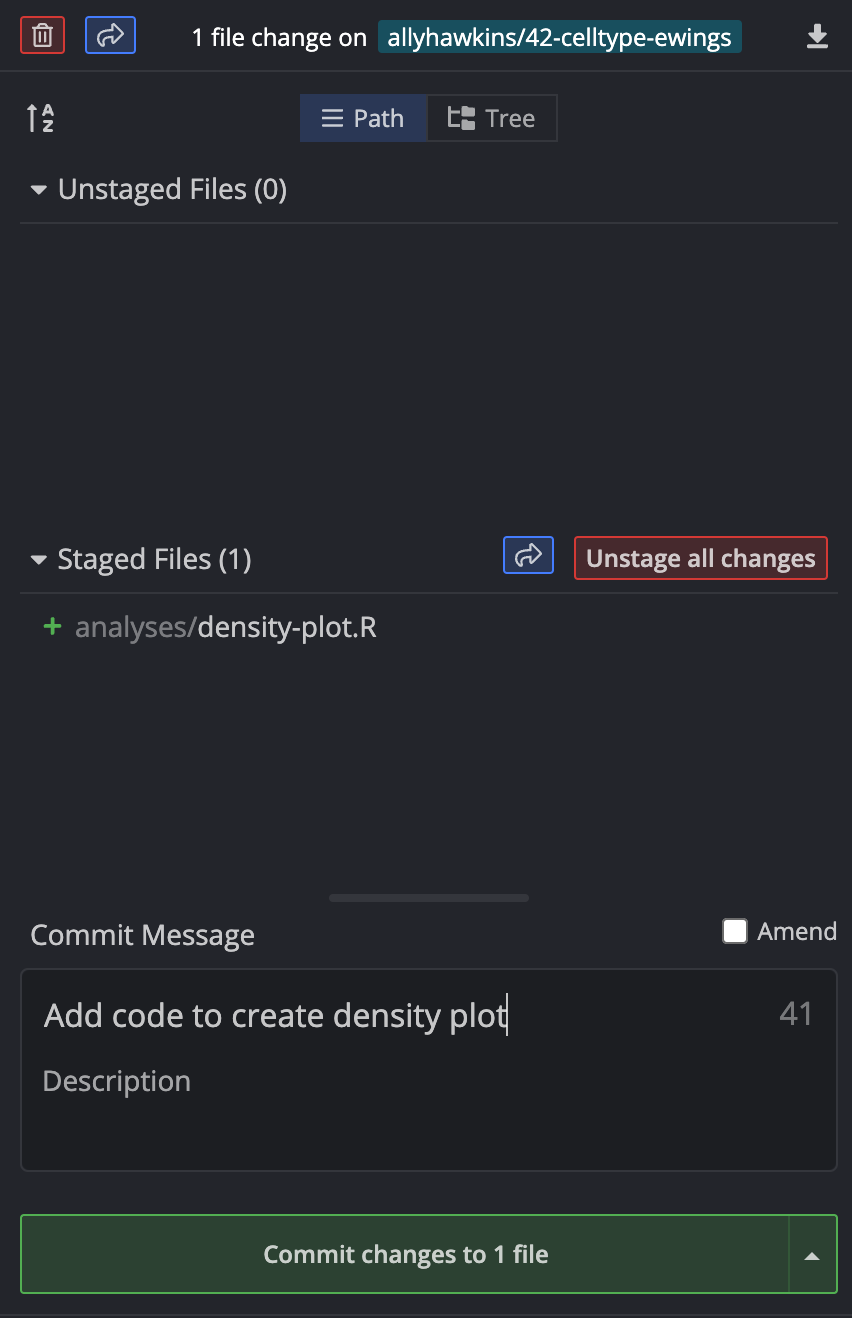 1 file change on allyhawkins/42-celltype-ewings
A Z Path Tree
Unstaged Files (0)
Staged Files (1) Unstage all changes
+ analyses/density-plot.R
Commit Message Amend
Add code to create density plot 41
Description
Commit changes to 1 file